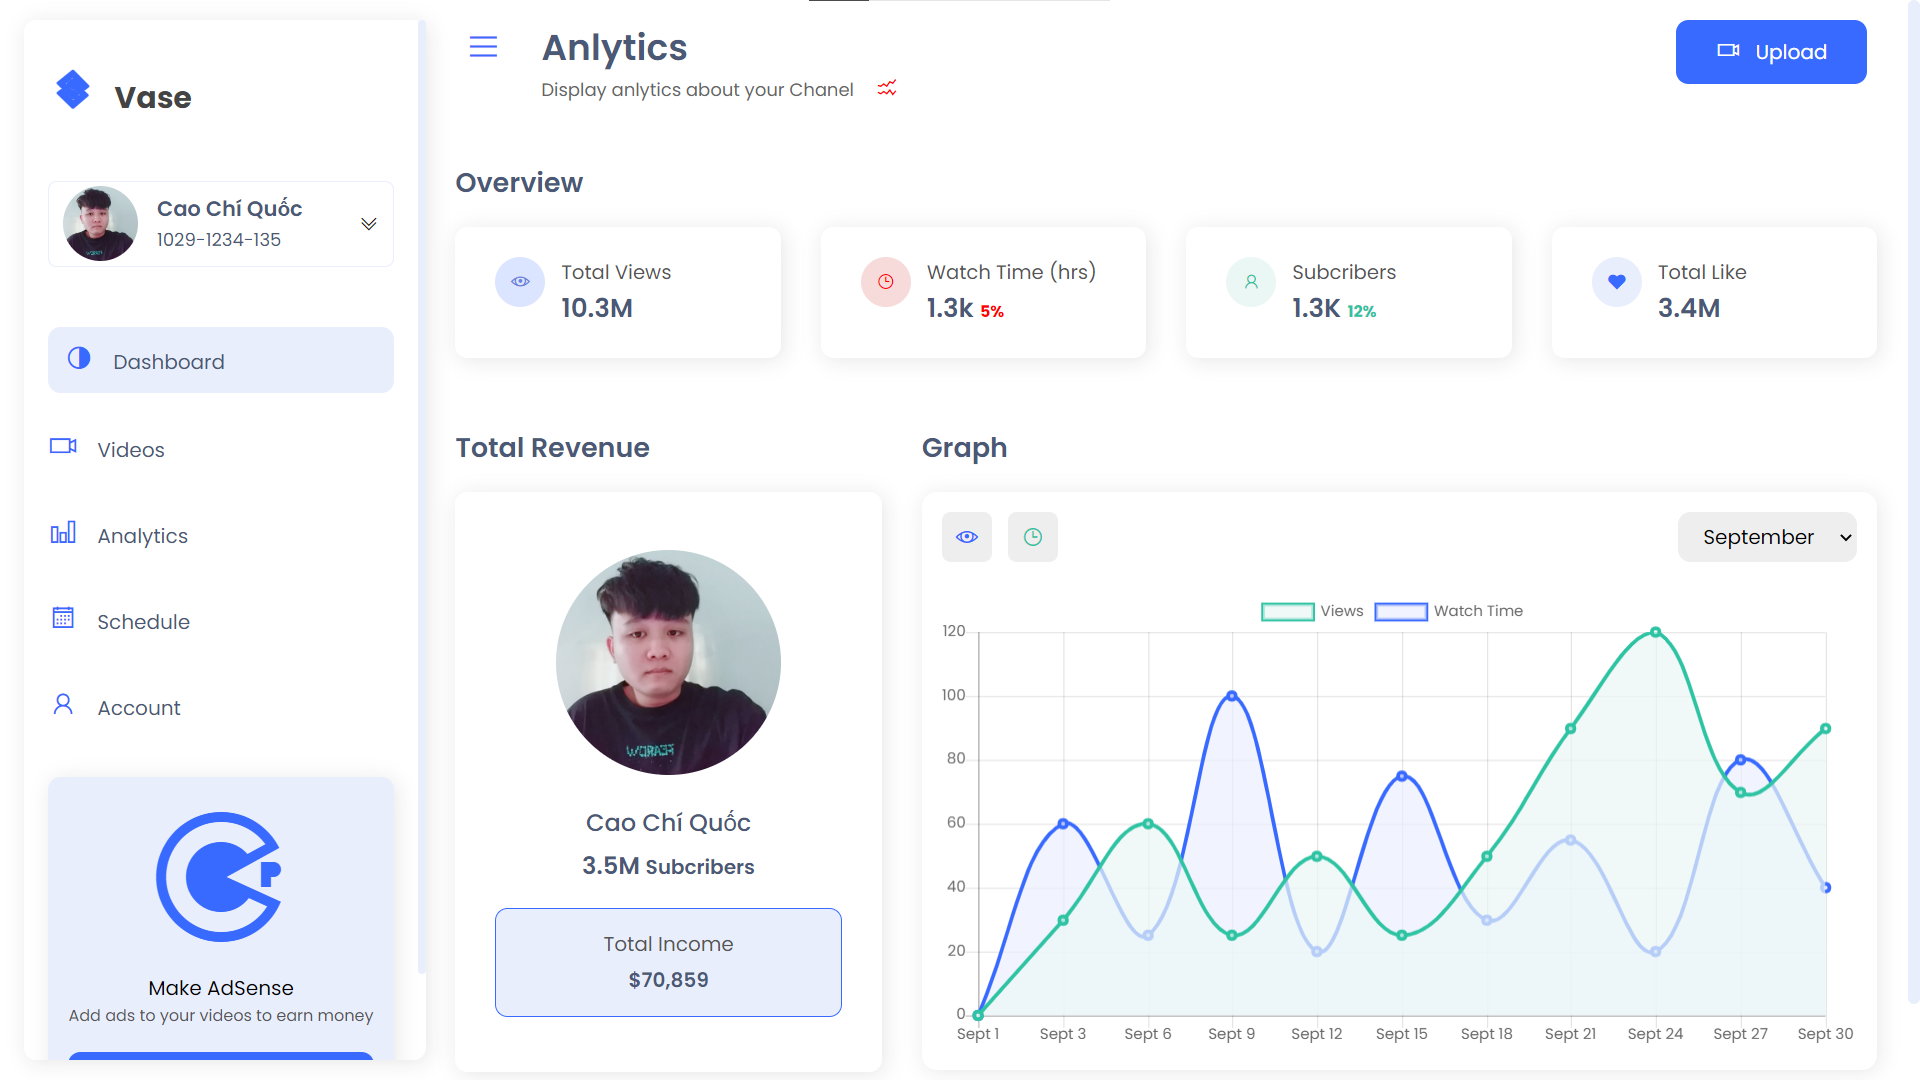 Vase
Cao Chí Quốc
1029-1234-135
Dashboard
Videos
Analytics
Schedule
Account
Make AdSense
Add ads to your videos to earn money
Anlytics
Display anlytics about your Chanel
Upload
Overview
Total Views
10.3M
Watch Time (hrs)
1.3k 5%
Subcribers
1.3K 12%
Total Like
3.4M
Total Revenue
Cao Chí Quốc
3.5M Subcribers
Total Income
$70,859
Graph
September
Views Watch Time
120
100
80
60
40
20
0
Sept 1 Sept 3 Sept 6 Sept 9 Sept 12 Sept 15 Sept 18 Sept 21 Sept 24 Sept 27 Sept 30